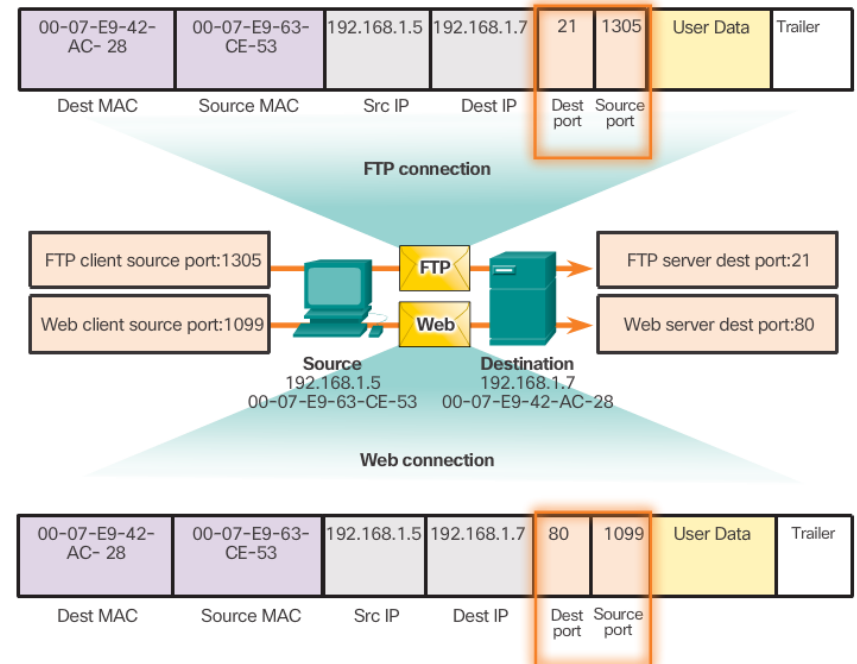 00-07-E9-42-
AC- 28
00-07-E9-63-
CE-53
192.168.1.5
192.168.1.7
21
1305
User Data
Trailer
Dest MAC
Source MAC
Src IP
Dest IP
Dest
port
Source
port
FTP connection
FTP client source port:1305
FTP
FTP server dest port:21
Web client source port:1099
Web
Web server dest port:80
Source
192.168.1.5
00-07-E9-63-CE-53
Destination
192.168.1.7
00-07-E9-42-AC-28
Web connection
00-07-E9-42-
AC- 28
00-07-E9-63-
CE-53
192.168.1.5
192.168.1.7
80
1099
User Data
Trailer
Dest MAC
Source MAC
Src IP
Dest IP
Dest
port
Source
port